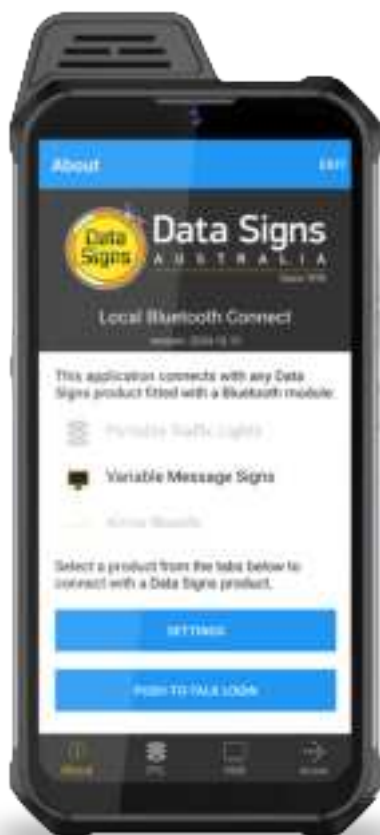 About
EXIT
Data
Signs
Data Signs
AUSTRALIA
Local Bluetooth Connect
This application connects with any Data
Signs product fitted with a Bluetooth module
Portable Traffic Lights
Variable Message Signs
Arrow Boards
Select a product from the tabs below to
connect with a Data Signs product.
SETTINGS
PUSH TO TALK LOGIN
About